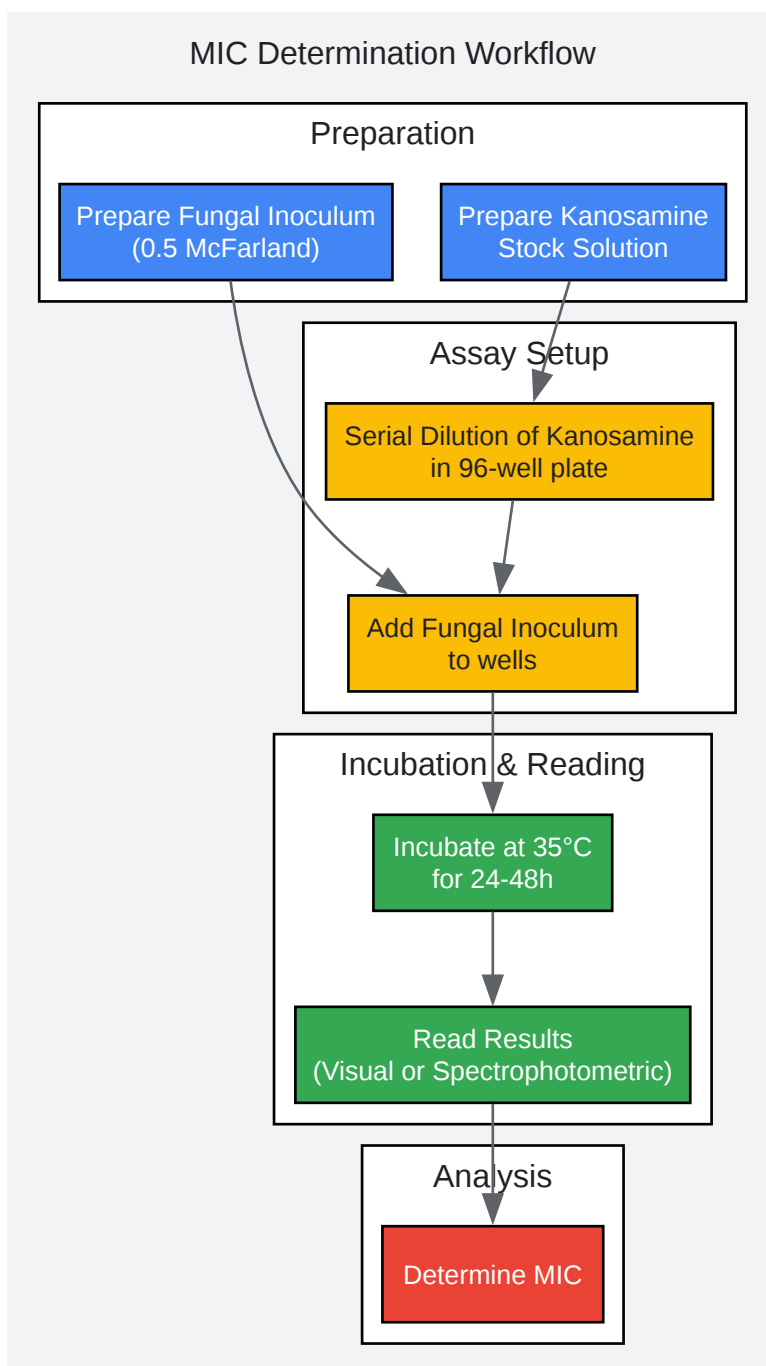 MIC Determination Workflow
Preparation
Prepare Fungal Inoculum
(0.5 McFarland)
Prepare Kanosamine
Stock Solution
Assay Setup
Serial Dilution of Kanosamine
in 96-well plate
Add Fungal Inoculum
to wells
Incubation & Reading
Incubate at 35°C
for 24-48h
Read Results
(Visual or Spectrophotometric)
Analysis
Determine MIC